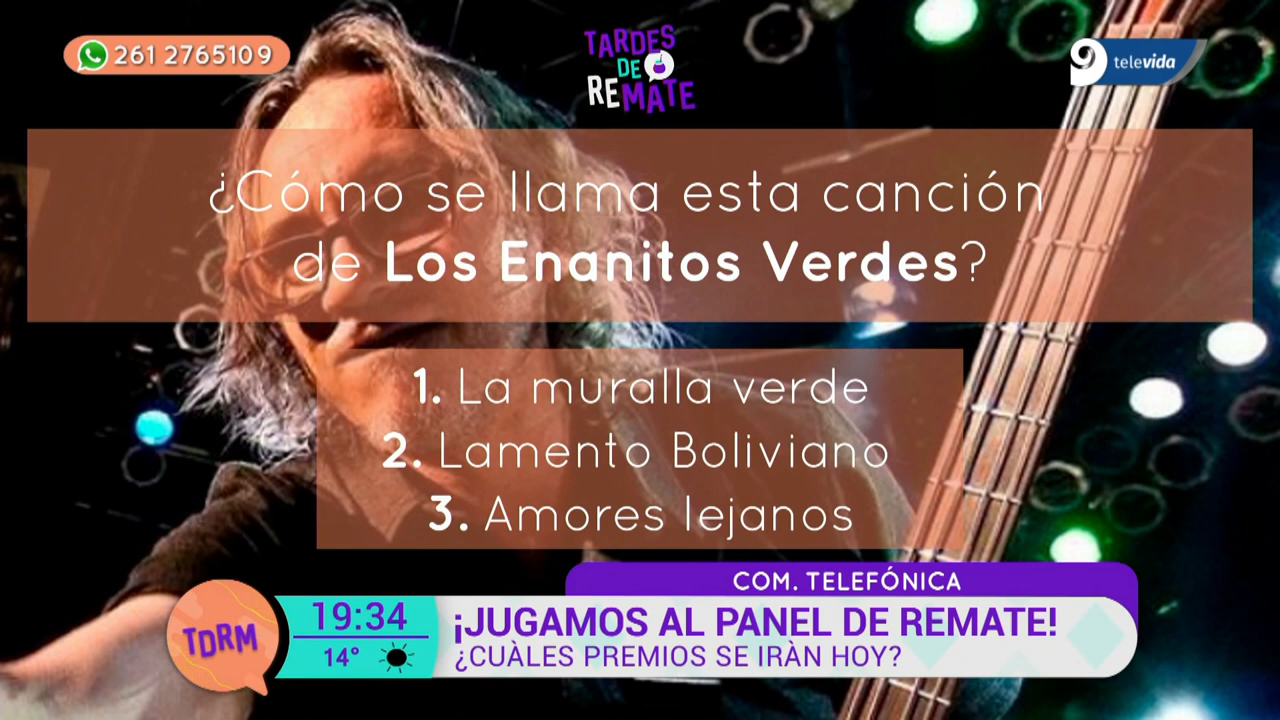 261 2765109
TARDES
DE
REMATE
9 televida
¿Cómo se llama esta canción
de Los Enanitos Verdes?
1. La muralla verde
2. Lamento Boliviano
3. Amores lejanos
COM. TELEFÓNICA
TDRM
19:34
14°
¡JUGAMOS AL PANEL DE REMATE!
¿CUÀLES PREMIOS SE IRÀN HOY?